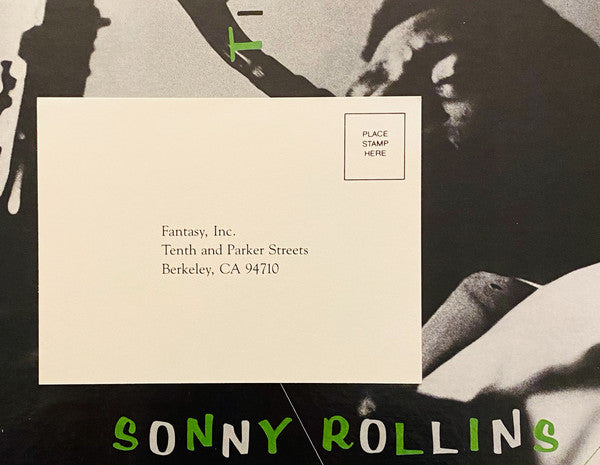 T
PLACE
STAMP
HERE
Fantasy, Inc.
Tenth and Parker Streets
Berkeley, CA 94710
SONNY ROLLINS